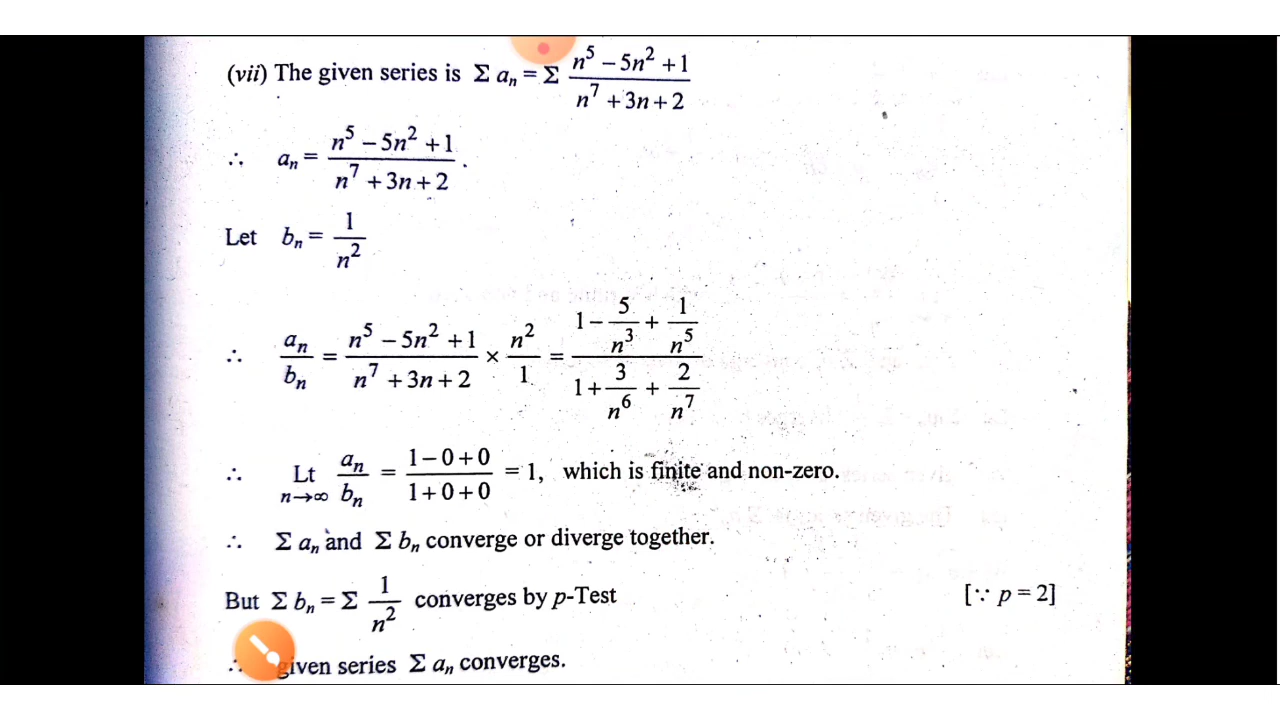 (vii) The given series is Σ aₙ = Σ (n⁵ − 5n² + 1)/(n⁷ + 3n + 2)
∴ aₙ = (n⁵ − 5n² + 1)/(n⁷ + 3n + 2) .
Let bₙ = 1/n²
∴ aₙ/bₙ = (n⁵ − 5n² + 1)/(n⁷ + 3n + 2) × n²/1 = (1 − 5/n³ + 1/n⁵)/(1 + 3/n⁶ + 2/n⁷)
∴ Lt n→∞ aₙ/bₙ = (1 − 0 + 0)/(1 + 0 + 0) = 1, which is finite and non-zero.
∴ Σ aₙ and Σ bₙ converge or diverge together.
But Σ bₙ = Σ 1/n² converges by p-Test [∵ p = 2]
∴ given series Σ aₙ converges.